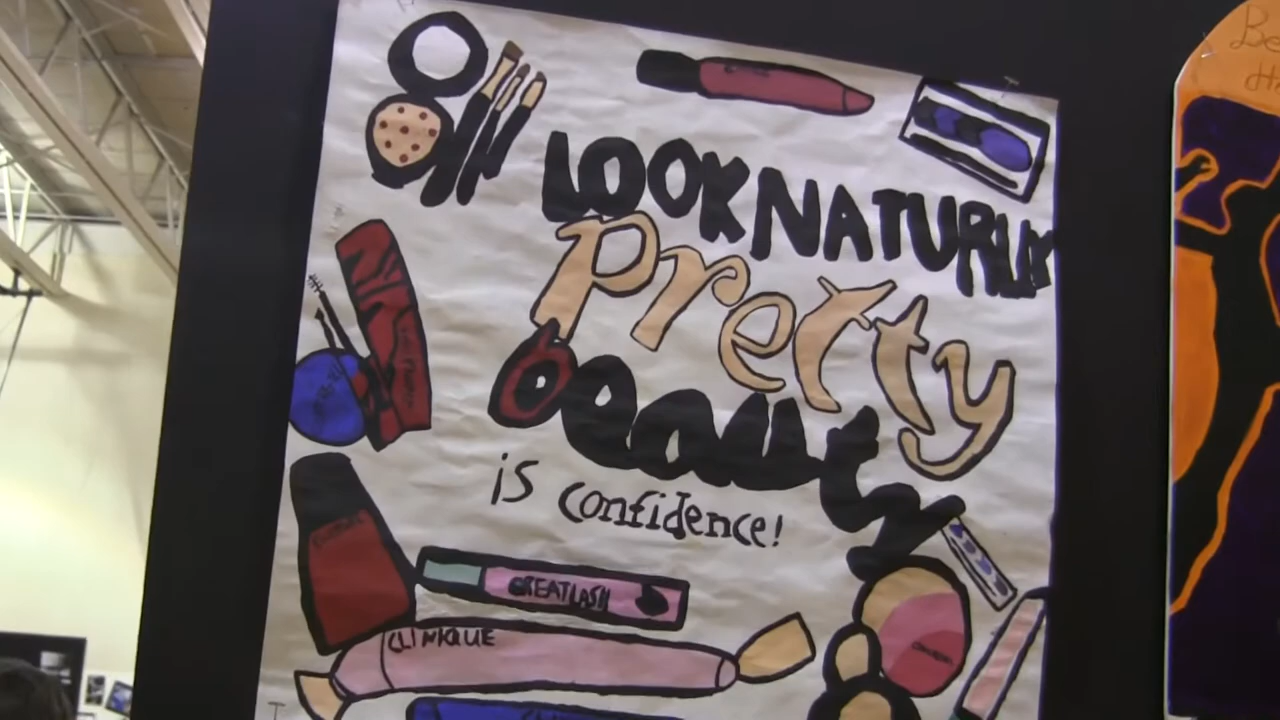 LOOK NATURLLY
Pretty
Beauty
is confidence!
GREATLASH
CLINIQUE